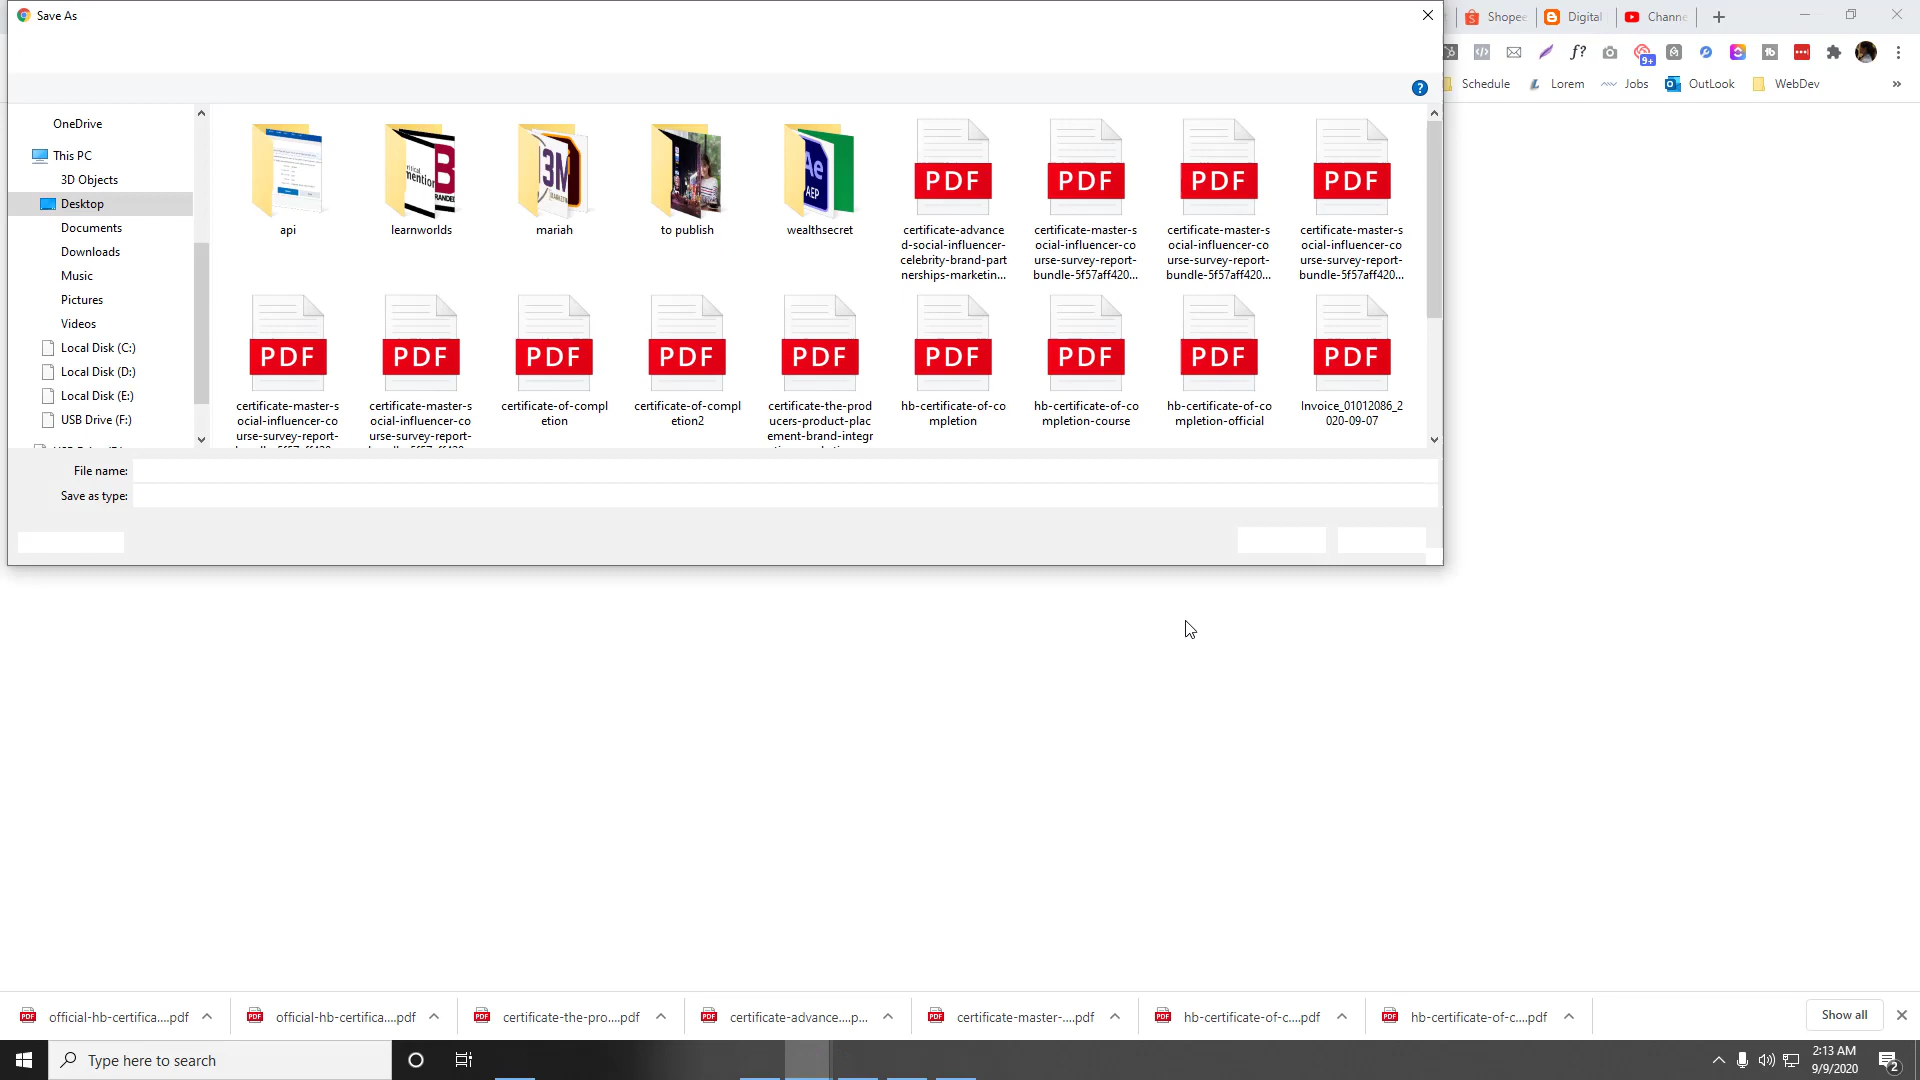 Save As
Shopee
Digital
Channe
f?
9+
Schedule
Lorem
Jobs
OutLook
WebDev
»
OneDrive
This PC
3D Objects
Desktop
Documents
Downloads
Music
Pictures
Videos
Local Disk (C:)
Local Disk (D:)
Local Disk (E:)
USB Drive (F:)
api
learnworlds
mariah
to publish
wealthsecret
PDF
certificate-advance
d-social-influencer-
celebrity-brand-part
nerships-marketin...
PDF
certificate-master-s
ocial-influencer-co
urse-survey-report-
bundle-5f57aff420...
PDF
certificate-master-s
ocial-influencer-co
urse-survey-report-
bundle-5f57aff420...
PDF
certificate-master-s
ocial-influencer-co
urse-survey-report-
bundle-5f57aff420...
PDF
certificate-master-s
ocial-influencer-co
urse-survey-report-
PDF
certificate-master-s
ocial-influencer-co
urse-survey-report-
PDF
certificate-of-compl
etion
PDF
certificate-of-compl
etion2
PDF
certificate-the-prod
ucers-product-plac
ement-brand-integr
PDF
hb-certificate-of-co
mpletion
PDF
hb-certificate-of-co
mpletion-course
PDF
hb-certificate-of-co
mpletion-official
PDF
Invoice_01012086_2
020-09-07
File name:
Save as type:
official-hb-certifica....pdf
official-hb-certifica....pdf
certificate-the-pro....pdf
certificate-advance....p...
certificate-master-....pdf
hb-certificate-of-c....pdf
hb-certificate-of-c....pdf
Show all
Type here to search
2:13 AM
9/9/2020
2